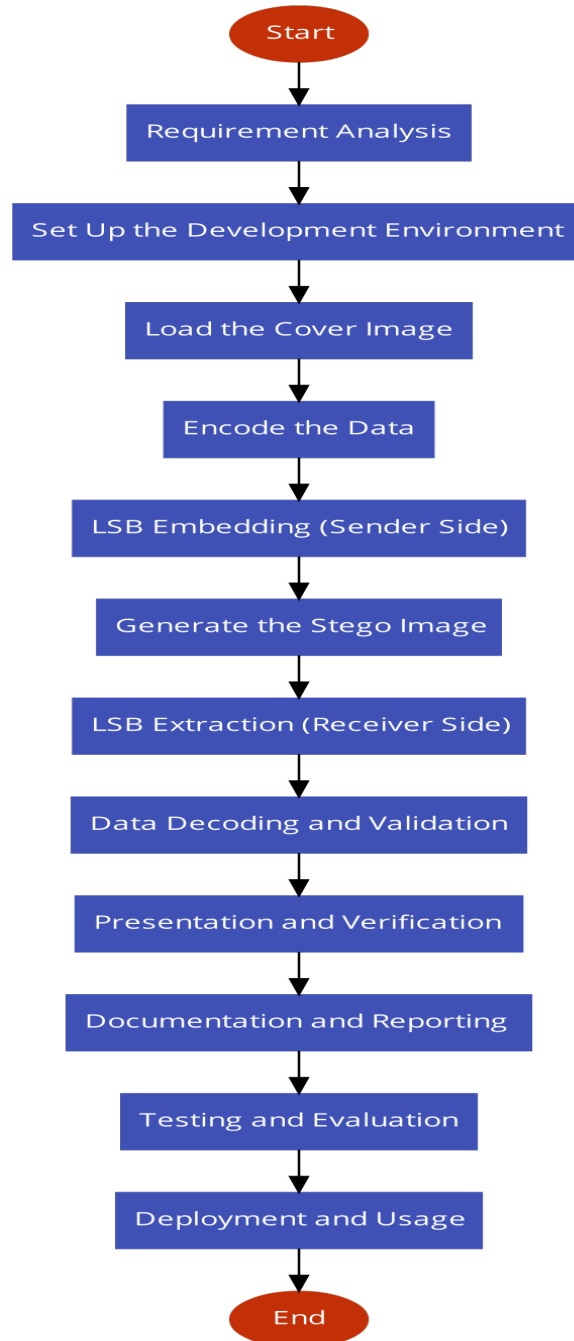 Start
Requirement Analysis
Set Up the Development Environment
Load the Cover Image
Encode the Data
LSB Embedding (Sender Side)
Generate the Stego Image
LSB Extraction (Receiver Side)
Data Decoding and Validation
Presentation and Verification
Documentation and Reporting
Testing and Evaluation
Deployment and Usage
End